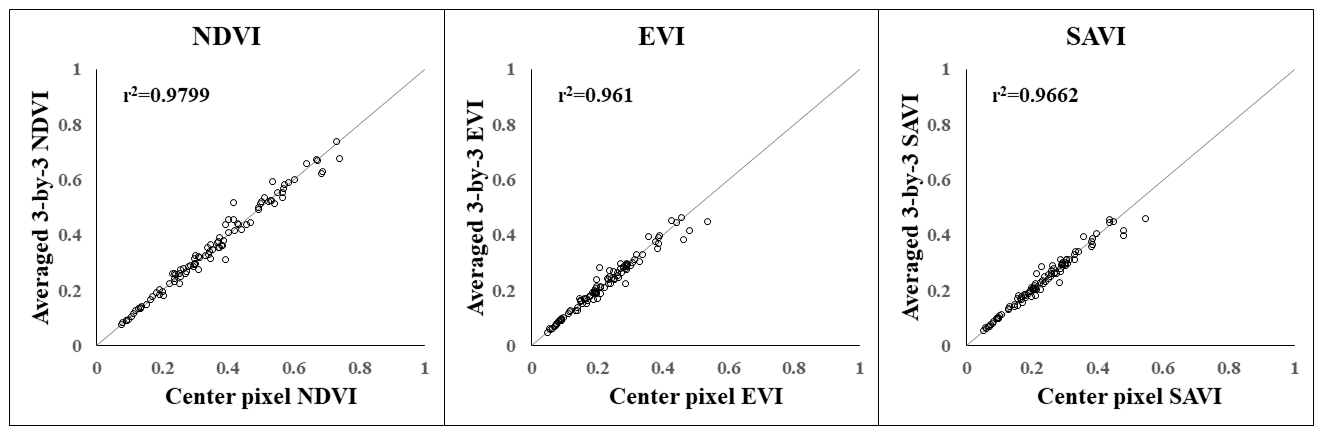 NDVI
r²=0.9799
Averaged 3-by-3 NDVI
1
0.8
0.6
0.4
0.2
0
0 0.2 0.4 0.6 0.8 1
Center pixel NDVI
EVI
r²=0.961
Averaged 3-by-3 EVI
1
0.8
0.6
0.4
0.2
0
0 0.2 0.4 0.6 0.8 1
Center pixel EVI
SAVI
r²=0.9662
Averaged 3-by-3 SAVI
1
0.8
0.6
0.4
0.2
0
0 0.2 0.4 0.6 0.8 1
Center pixel SAVI